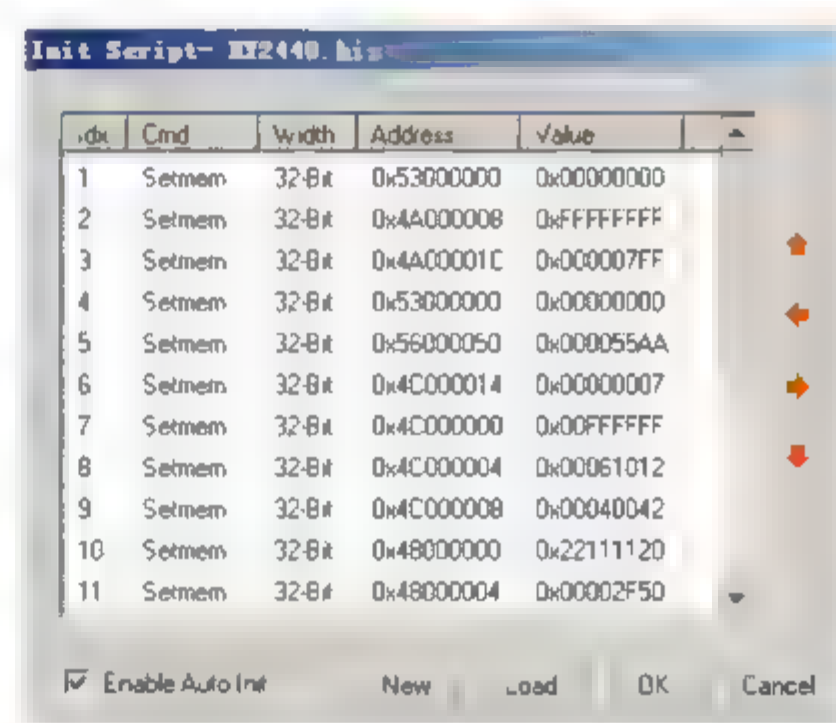 Init Script- HY2440.his
Idx Cmd Width Address Value
1 Setmem 32-Bit 0x53000000 0x00000000
2 Setmem 32-Bit 0x4A000008 0xFFFFFFFF
3 Setmem 32-Bit 0x4A00001C 0x000007FF
4 Setmem 32-Bit 0x53000000 0x00000000
5 Setmem 32-Bit 0x56000050 0x000055AA
6 Setmem 32-Bit 0x4C000014 0x00000007
7 Setmem 32-Bit 0x4C000000 0x00FFFFFF
8 Setmem 32-Bit 0x4C000004 0x00061012
9 Setmem 32-Bit 0x4C000008 0x00040042
10 Setmem 32-Bit 0x48000000 0x22111120
11 Setmem 32-Bit 0x48000004 0x00002F50
Enable Auto Init New Load OK Cancel